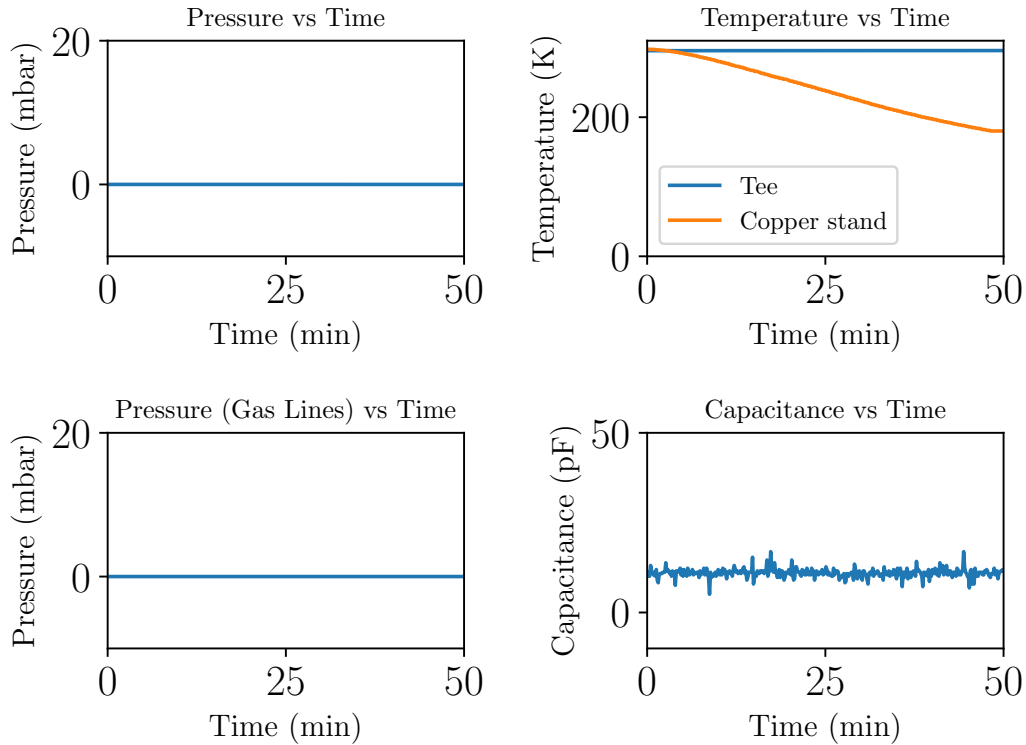 Pressure vs Time
20
0
Pressure (mbar)
0 25 50
Time (min)
Temperature vs Time
200
0
Temperature (K)
Tee
Copper stand
0 25 50
Time (min)
Pressure (Gas Lines) vs Time
20
0
Pressure (mbar)
0 25 50
Time (min)
Capacitance vs Time
50
0
Capacitance (pF)
0 25 50
Time (min)